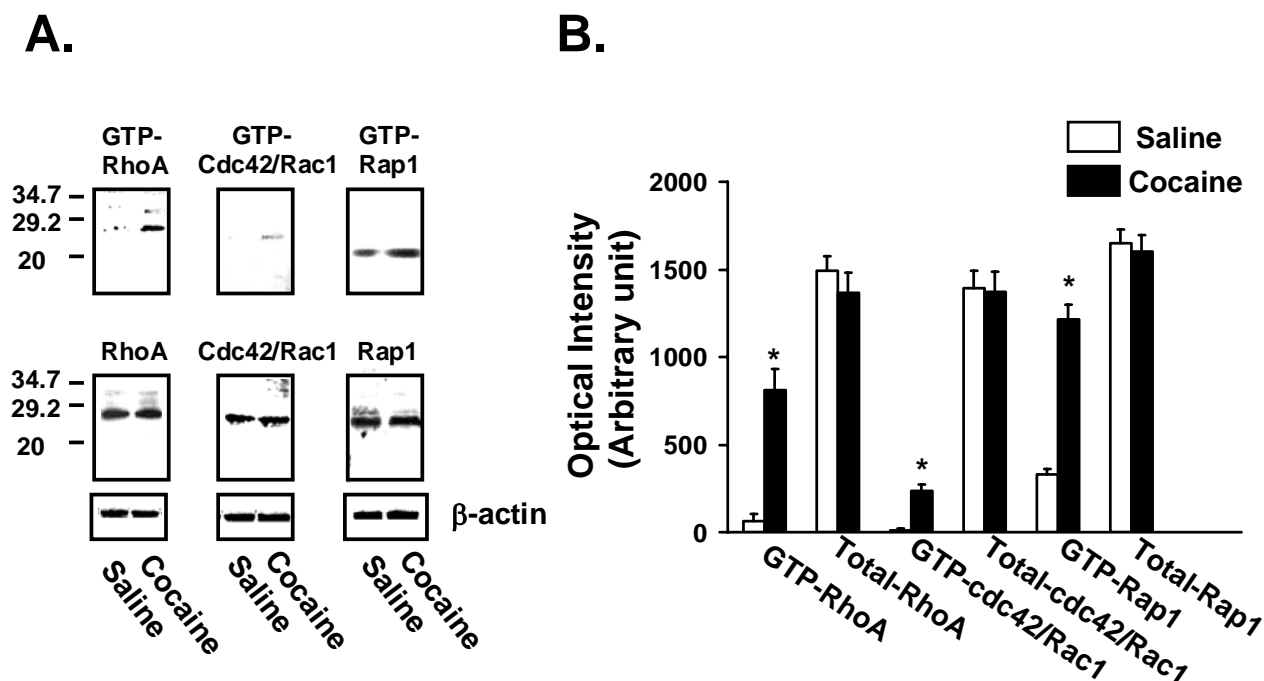 A.
B.
GTP-
RhoA
GTP-
Cdc42/Rac1
GTP-
Rap1
34.7
29.2
20
RhoA
Cdc42/Rac1
Rap1
34.7
29.2
20
β-actin
Saline
Cocaine
Saline
Cocaine
Saline
Cocaine
Saline
Cocaine
Optical Intensity
(Arbitrary unit)
2000
1500
1000
500
0
*
*
*
GTP-RhoA
Total-RhoA
GTP-cdc42/Rac1
Total-cdc42/Rac1
GTP-Rap1
Total-Rap1